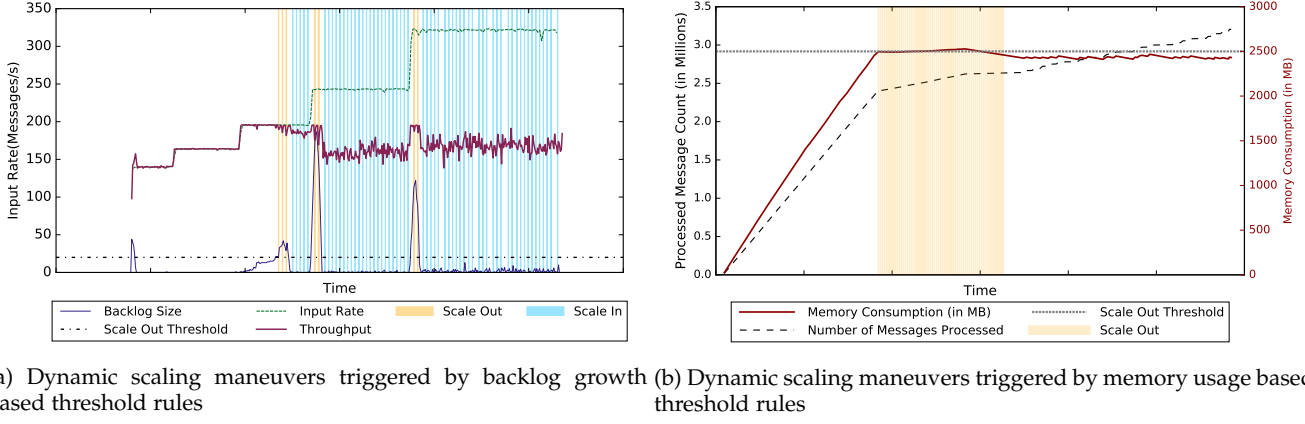 350
300
250
200
150
100
50
0
Input Rate(Messages/s)
Time
Backlog Size
Input Rate
Scale Out
Scale In
Scale Out Threshold
Throughput
3.5
3.0
2.5
2.0
1.5
1.0
0.5
0.0
Processed Message Count (in Millions)
3000
2500
2000
1500
1000
500
0
Memory Consumption (in MB)
Time
Memory Consumption (in MB)
Scale Out Threshold
Number of Messages Processed
Scale Out
a) Dynamic scaling maneuvers triggered by backlog growth
ased threshold rules
(b) Dynamic scaling maneuvers triggered by memory usage based
threshold rules